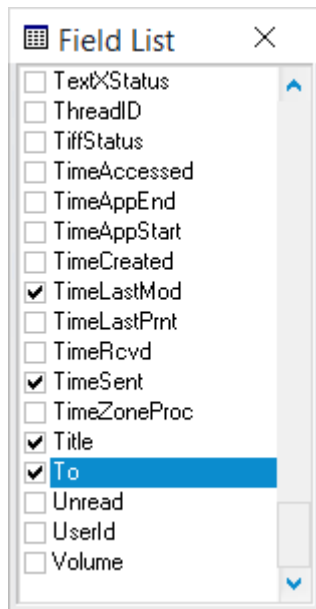 Field List
TextXStatus
ThreadID
TiffStatus
TimeAccessed
TimeAppEnd
TimeAppStart
TimeCreated
TimeLastMod
TimeLastPrnt
TimeRcvd
TimeSent
TimeZoneProc
Title
To
Unread
UserId
Volume